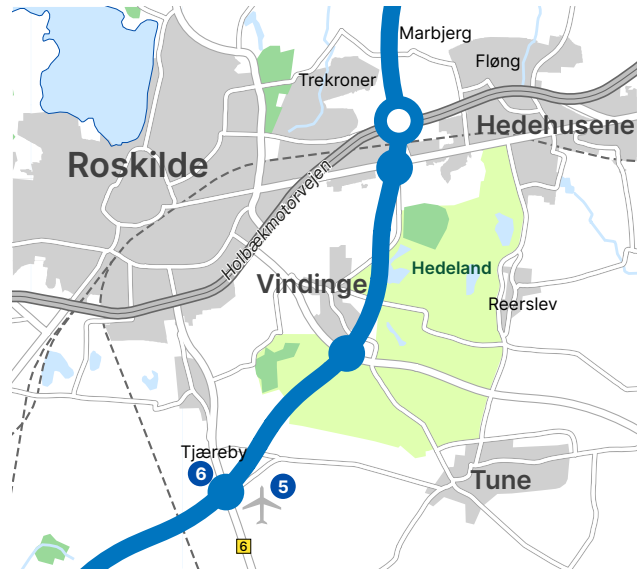 Marbjerg
Fløng
Trekroner
Hedehusene
Roskilde
Holbækmotorvejen
Hedeland
Vindinge
Reerslev
Tjæreby
6
5
Tune
6